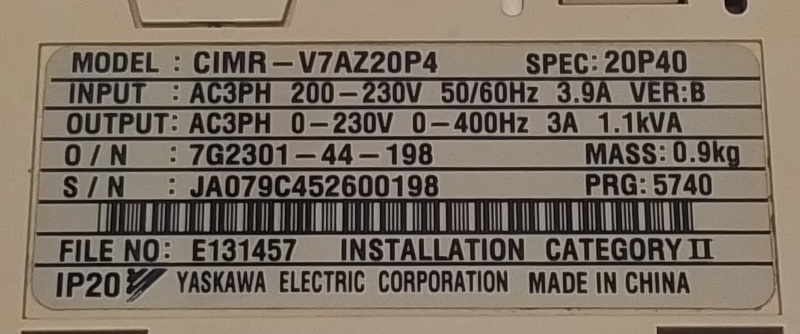 MODEL : CIMR-V7AZ20P4 SPEC: 20P40
INPUT : AC3PH 200-230V 50/60Hz 3.9A VER:B
OUTPUT: AC3PH 0-230V 0-400Hz 3A 1.1kVA
O/N : 7G2301-44-198 MASS: 0.9kg
S/N : JA079C452600198 PRG: 5740
FILE NO: E131457 INSTALLATION CATEGORY II
IP20 YASKAWA ELECTRIC CORPORATION MADE IN CHINA